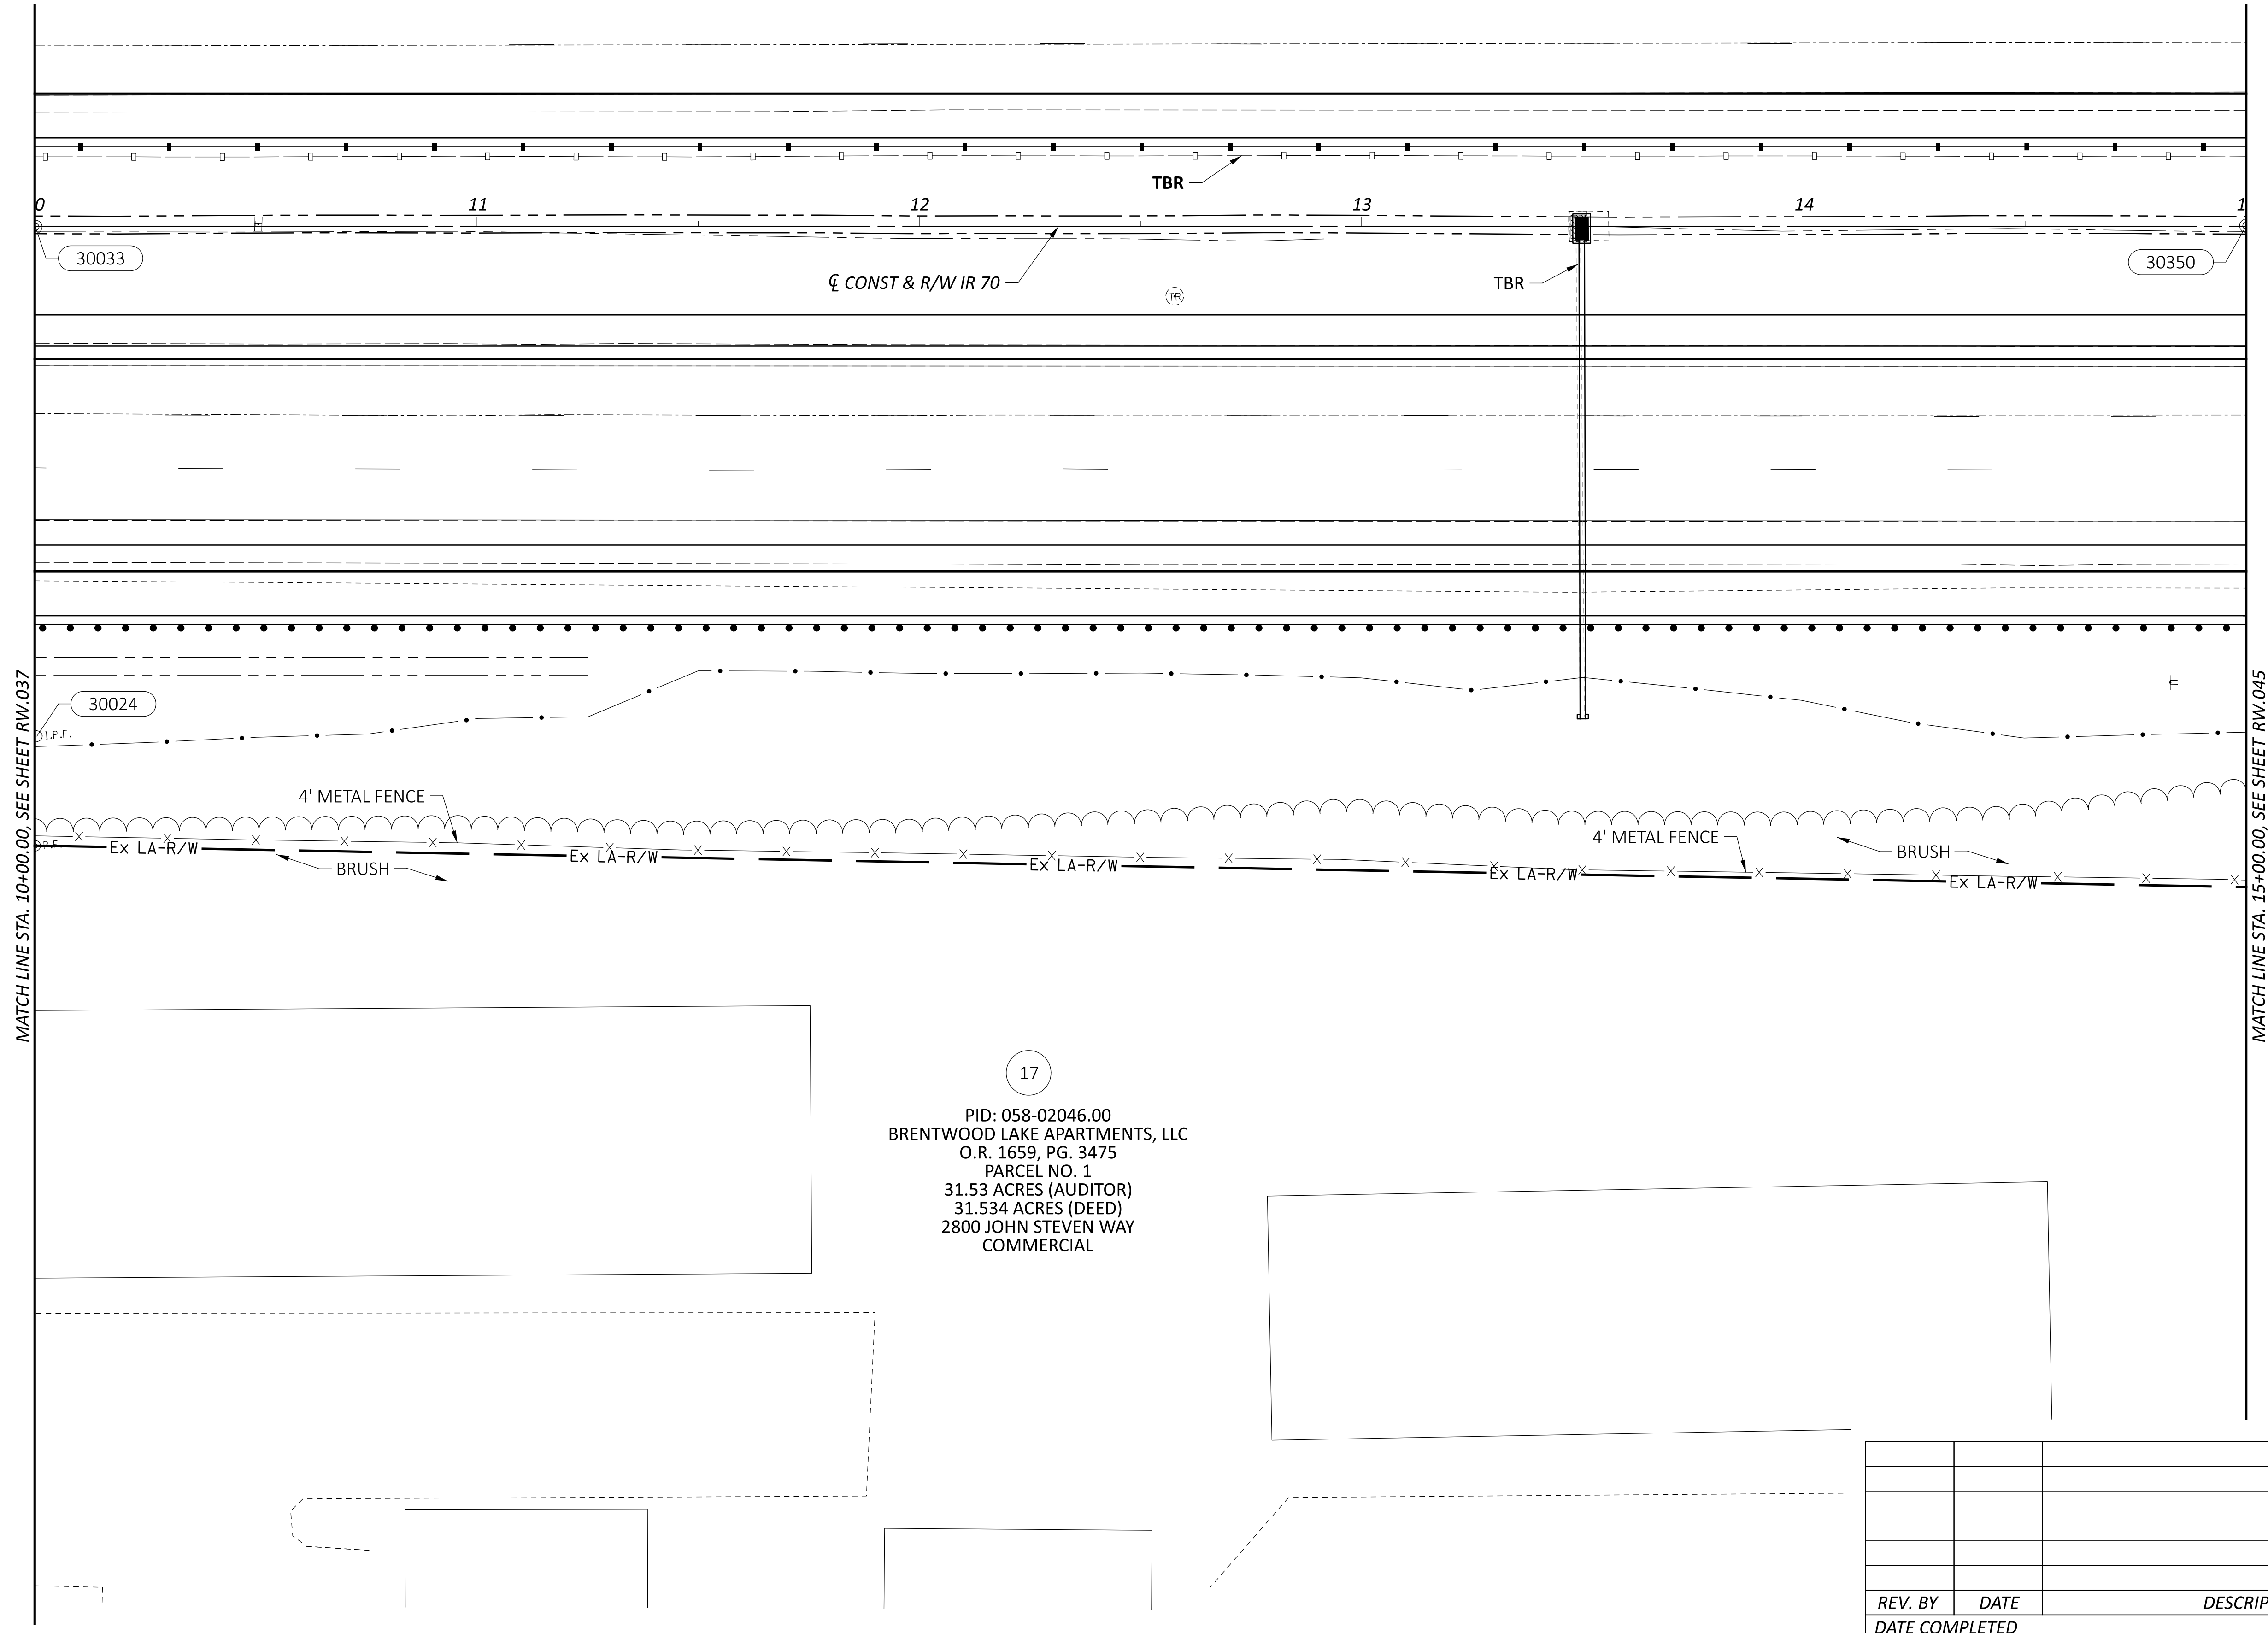 TBR
0
11
12
13
14
1
30033
30350
℄ CONST & R/W IR 70
TBR
TR
MATCH LINE STA. 10+00.00, SEE SHEET RW.037
MATCH LINE STA. 15+00.00, SEE SHEET RW.045
30024
I.P.F.
4' METAL FENCE
4' METAL FENCE
P.F.
Ex LA-R/W
Ex LA-R/W
Ex LA-R/W
Ex LA-R/W
Ex LA-R/W
BRUSH
BRUSH
17
PID: 058-02046.00
BRENTWOOD LAKE APARTMENTS, LLC
O.R. 1659, PG. 3475
PARCEL NO. 1
31.53 ACRES (AUDITOR)
31.534 ACRES (DEED)
2800 JOHN STEVEN WAY
COMMERCIAL
REV. BY
DATE
DESCRIP
DATE COMPLETED